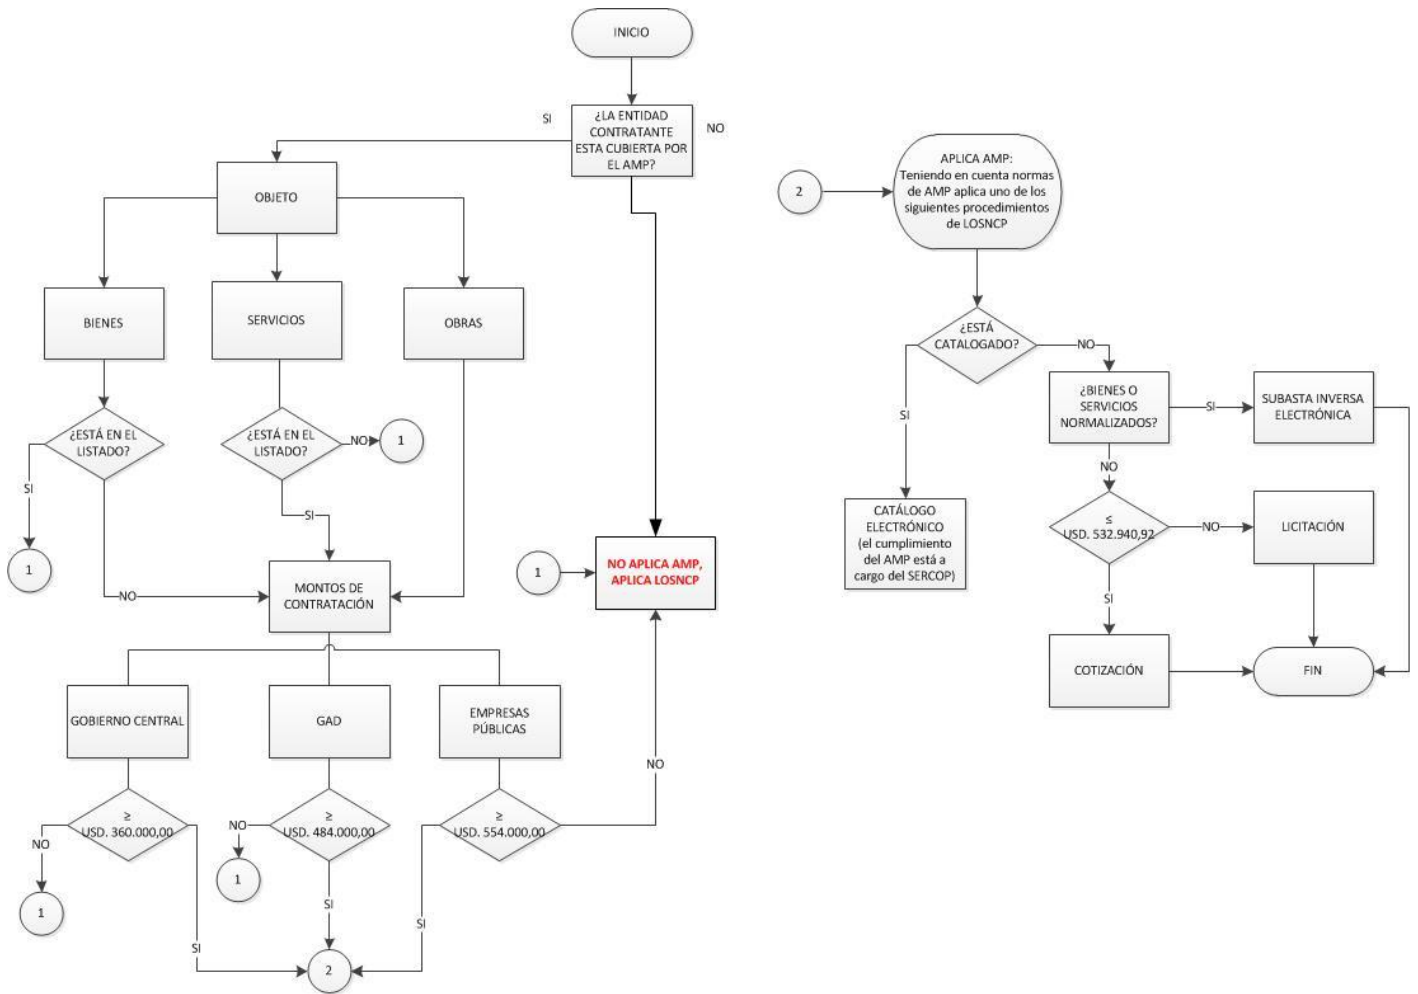 INICIO
¿LA ENTIDAD
CONTRATANTE
ESTA CUBIERTA POR
EL AMP?
SI
NO
OBJETO
BIENES
SERVICIOS
OBRAS
¿ESTÁ EN EL
LISTADO?
SI
1
NO
¿ESTÁ EN EL
LISTADO?
NO
1
SI
MONTOS DE
CONTRATACIÓN
1
NO APLICA AMP,
APLICA LOSNCP
GOBIERNO CENTRAL
GAD
EMPRESAS
PÚBLICAS
≥
USD. 360.000,00
NO
1
SI
≥
USD. 484.000,00
NO
1
SI
≥
USD. 554.000,00
NO
SI
2
2
APLICA AMP:
Teniendo en cuenta normas
de AMP aplica uno de los
siguientes procedimientos
de LOSNCP
¿ESTÁ
CATALOGADO?
NO
SI
CATÁLOGO
ELECTRÓNICO
(el cumplimiento
del AMP está a
cargo del SERCOP)
¿BIENES O
SERVICIOS
NORMALIZADOS?
SI
SUBASTA INVERSA
ELECTRÓNICA
NO
≤
USD. 532.940,92
NO
LICITACIÓN
SI
COTIZACIÓN
FIN